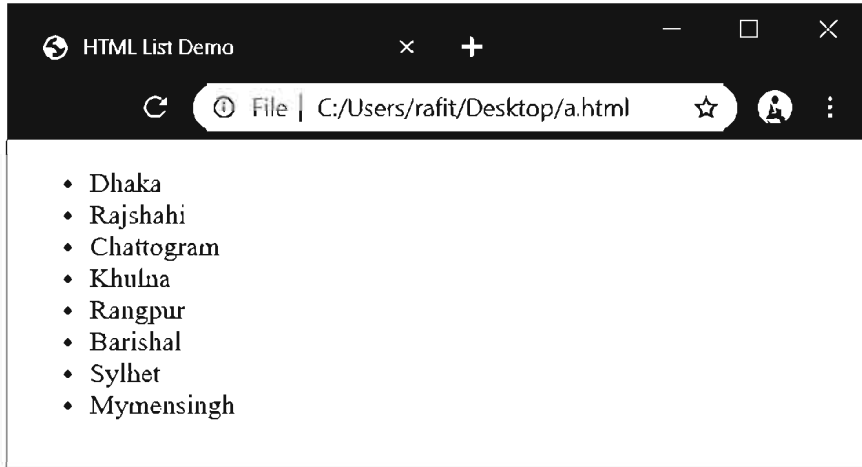 HTML List Demo
File | C:/Users/rafit/Desktop/a.html
• Dhaka
• Rajshahi
• Chattogram
• Khulna
• Rangpur
• Barishal
• Sylhet
• Mymensingh